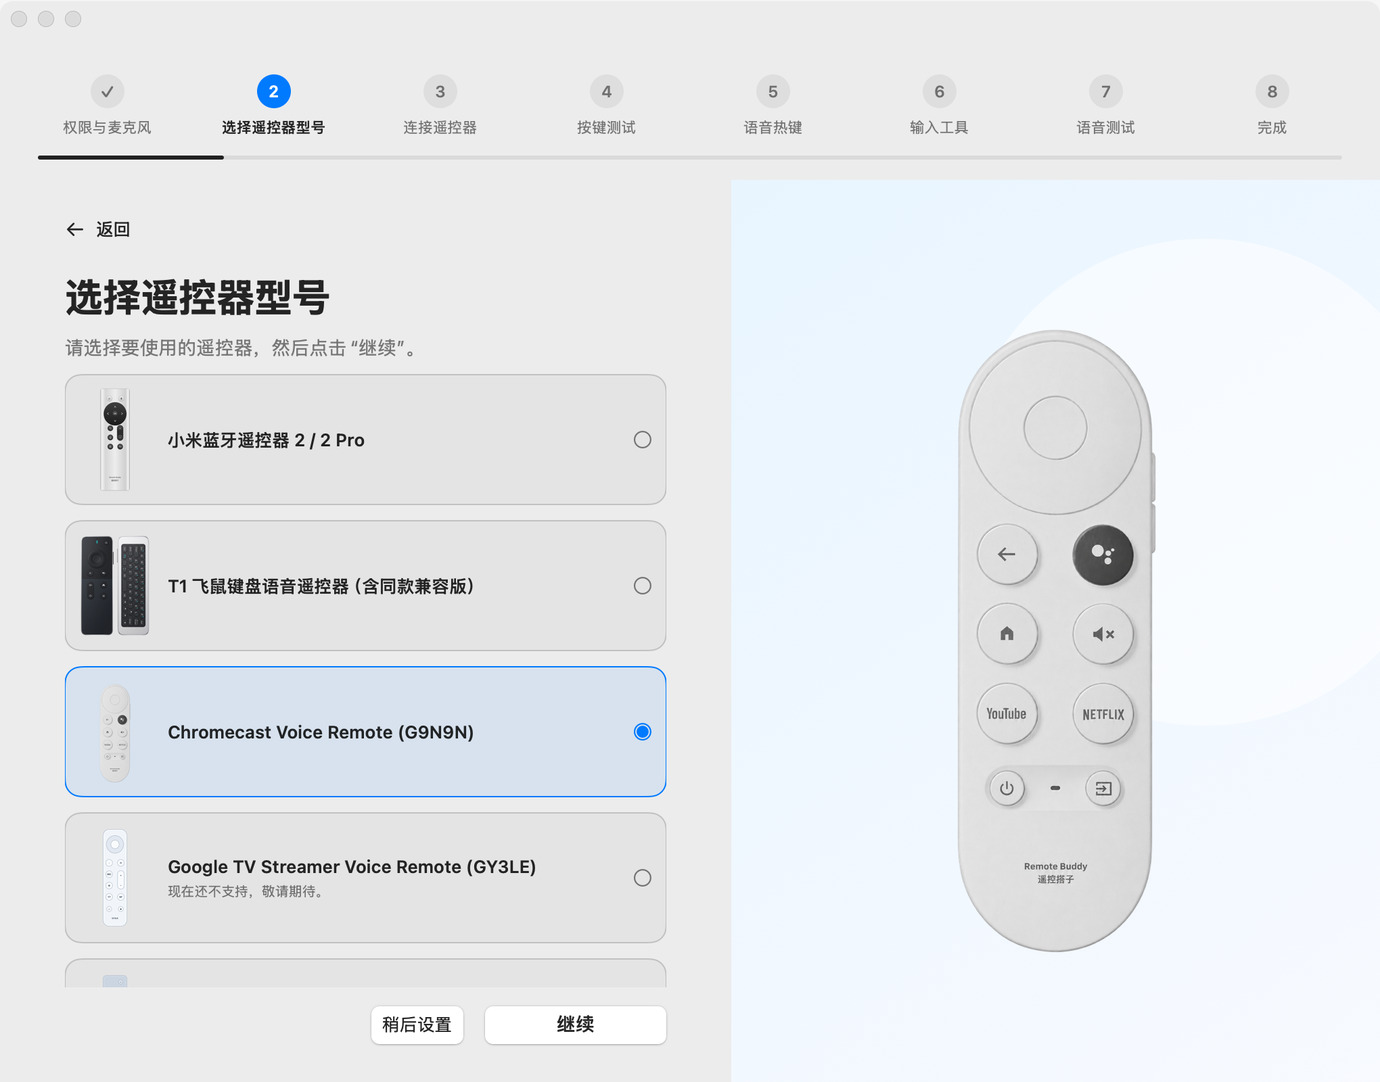 2
3
4
5
6
7
8
权限与麦克风
选择遥控器型号
连接遥控器
按键测试
语音热键
输入工具
语音测试
完成
返回
选择遥控器型号
请选择要使用的遥控器，然后点击“继续”。
小米蓝牙遥控器 2 / 2 Pro
T1 飞鼠键盘语音遥控器（含同款兼容版）
Chromecast Voice Remote (G9N9N)
Google TV Streamer Voice Remote (GY3LE)
现在还不支持，敬请期待。
稍后设置
继续
YouTube
NETFLIX
Remote Buddy
遥控搭子